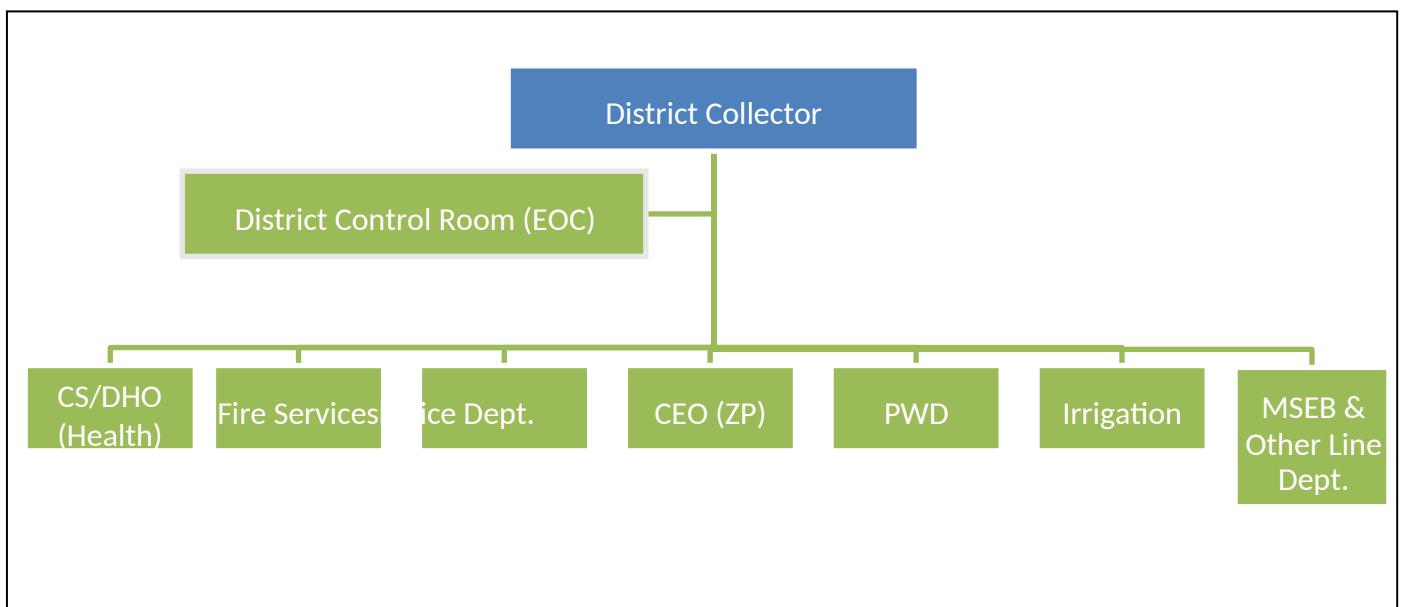 District Collector
District Control Room (EOC)
CS/DHO
(Health)
Fire Services
ice Dept.
CEO (ZP)
PWD
Irrigation
MSEB &
Other Line
Dept.